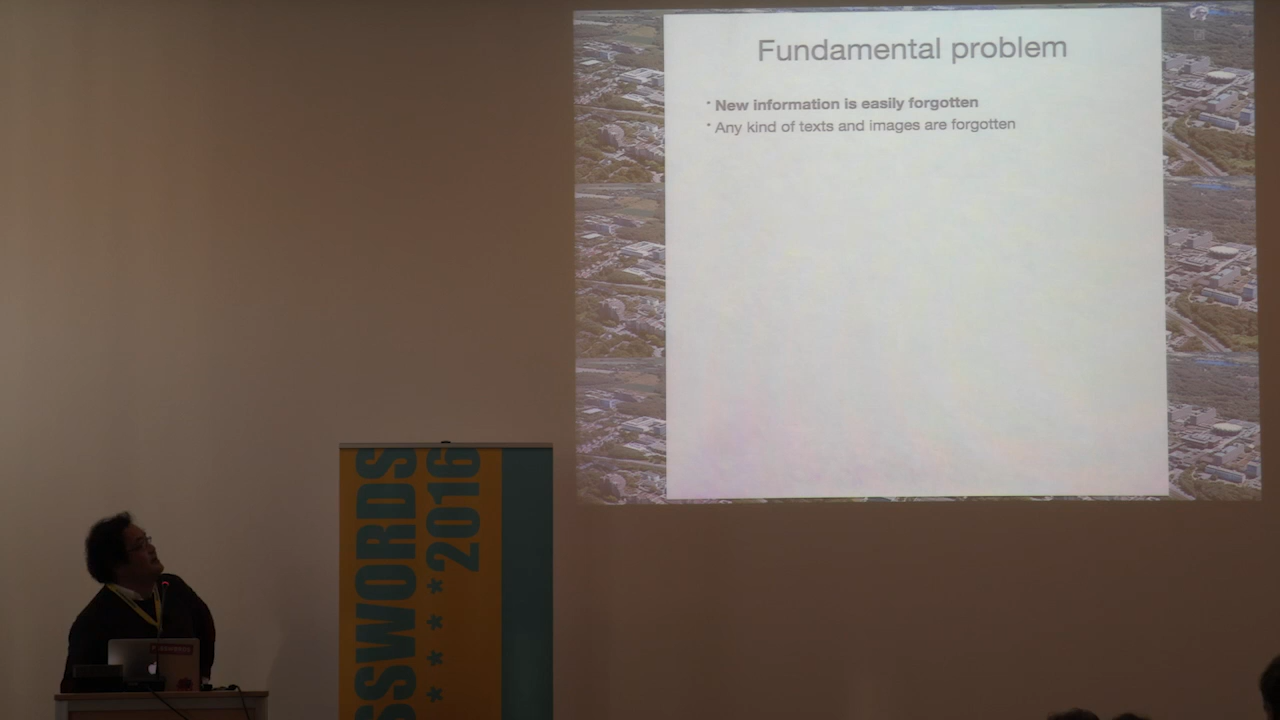 Fundamental problem
· New information is easily forgotten
· Any kind of texts and images are forgotten
SSWORDS
****2016